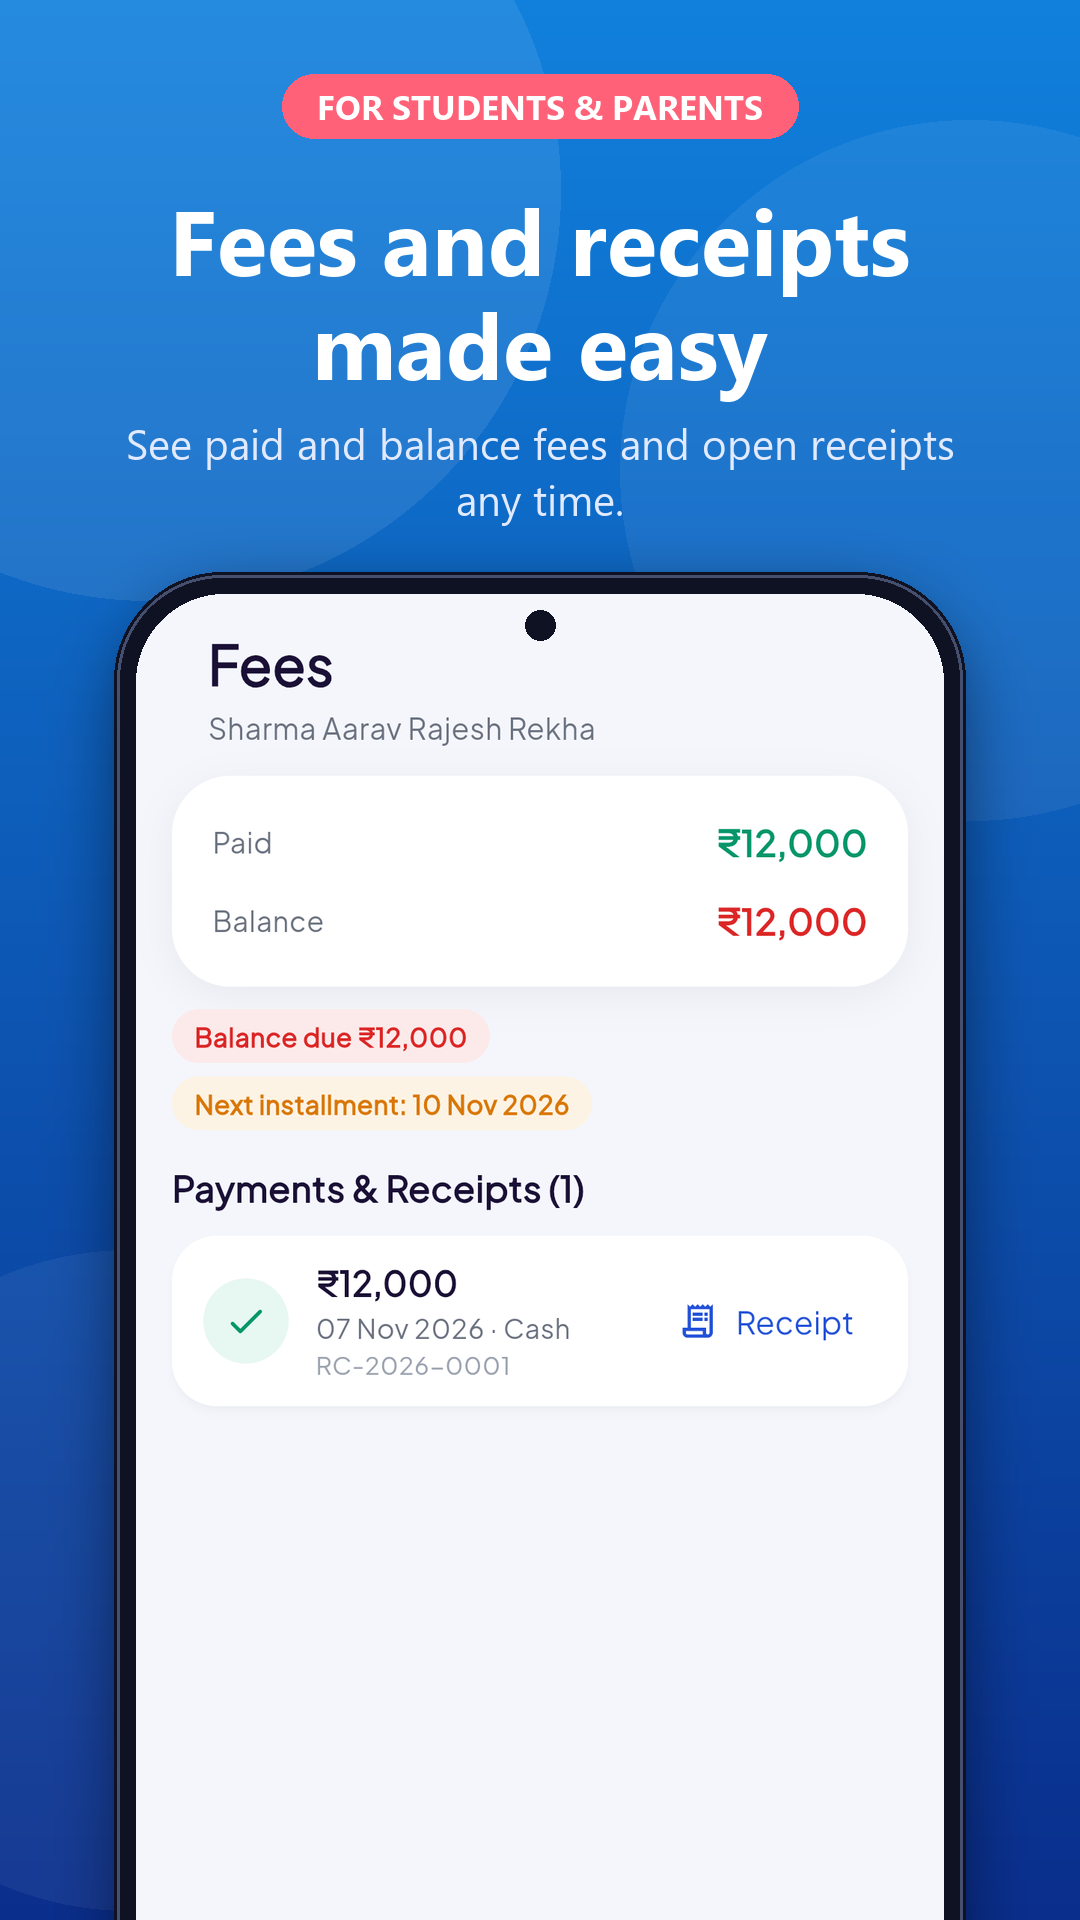 FOR STUDENTS & PARENTS
Fees and receipts
made easy
See paid and balance fees and open receipts
any time.
Fees
Sharma Aarav Rajesh Rekha
Paid ₹12,000
Balance ₹12,000
Balance due ₹12,000
Next installment: 10 Nov 2026
Payments & Receipts (1)
₹12,000
07 Nov 2026 · Cash
RC-2026-0001
Receipt